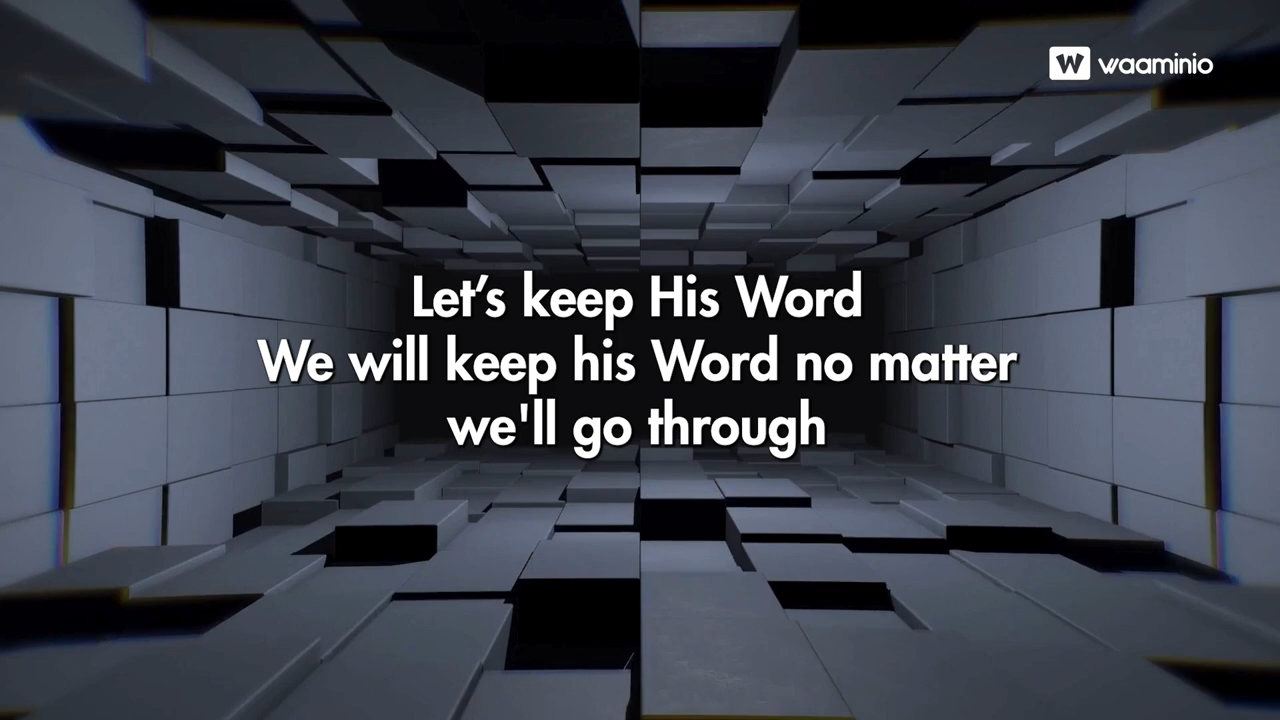 W waaminio
Let’s keep His Word
We will keep his Word no matter
we'll go through